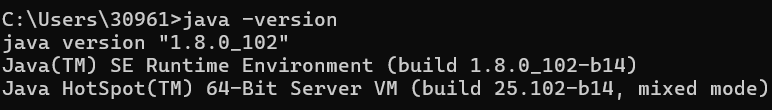 C:\Users\30961>java -version
java version "1.8.0_102"
Java(TM) SE Runtime Environment (build 1.8.0_102-b14)
Java HotSpot(TM) 64-Bit Server VM (build 25.102-b14, mixed mode)